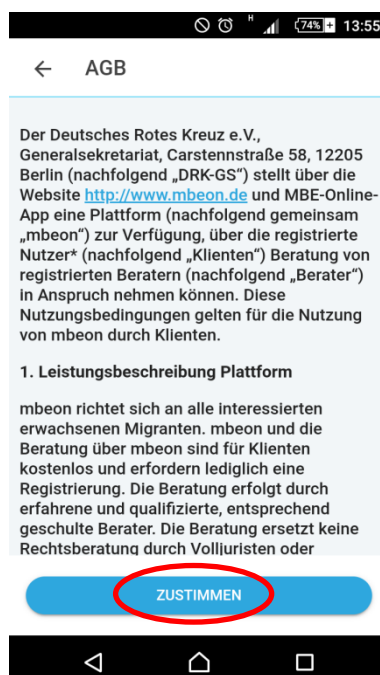 H 74% 13:55
AGB
Der Deutsches Rotes Kreuz e.V.,
Generalsekretariat, Carstennstraße 58, 12205
Berlin (nachfolgend „DRK-GS“) stellt über die
Website http://www.mbeon.de und MBE-Online-
App eine Plattform (nachfolgend gemeinsam
„mbeon“) zur Verfügung, über die registrierte
Nutzer* (nachfolgend „Klienten“) Beratung von
registrierten Beratern (nachfolgend „Berater“)
in Anspruch nehmen können. Diese
Nutzungsbedingungen gelten für die Nutzung
von mbeon durch Klienten.
1. Leistungsbeschreibung Plattform
mbeon richtet sich an alle interessierten
erwachsenen Migranten. mbeon und die
Beratung über mbeon sind für Klienten
kostenlos und erfordern lediglich eine
Registrierung. Die Beratung erfolgt durch
erfahrene und qualifizierte, entsprechend
geschulte Berater. Die Beratung ersetzt keine
Rechtsberatung durch Volljuristen oder
ZUSTIMMEN